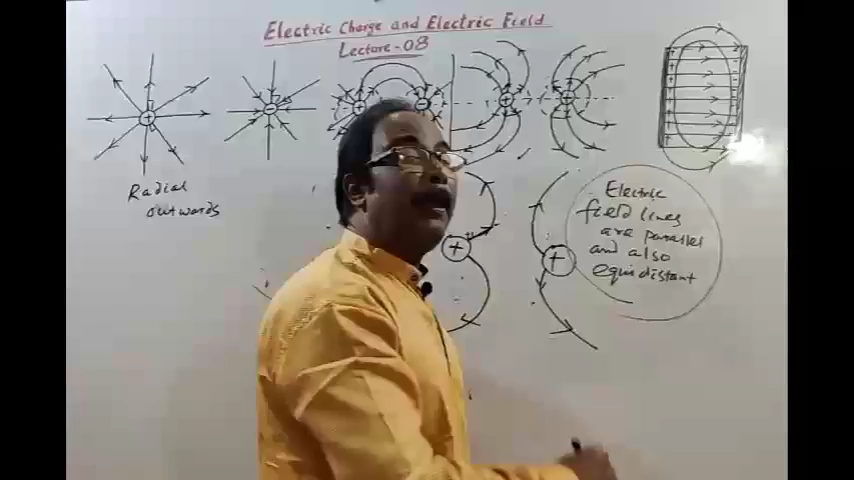 Electric Charge and Electric Field
Lecture-08
Radial
outwards
Electric
field lines
are parallel
and also
equidistant